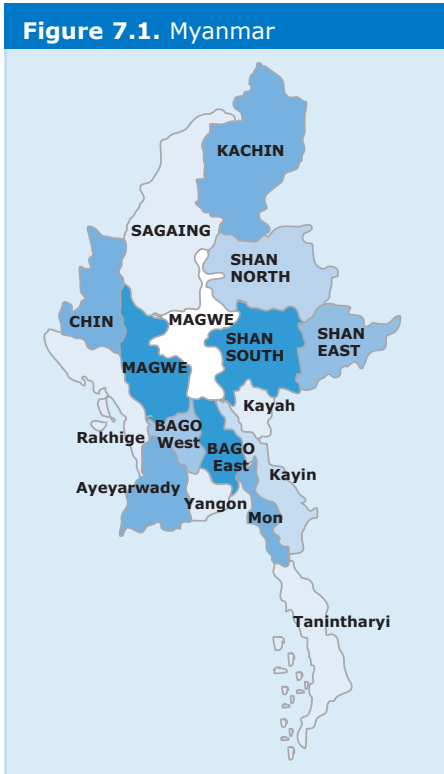 Figure 7.1. Myanmar
KACHIN
SAGAING
SHAN
NORTH
CHIN
MAGWE
SHAN
SOUTH
SHAN
EAST
MAGWE
Kayah
Rakhige
BAGO
West
BAGO
East
Kayin
Ayeyarwady
Yangon
Mon
Tanintharyi